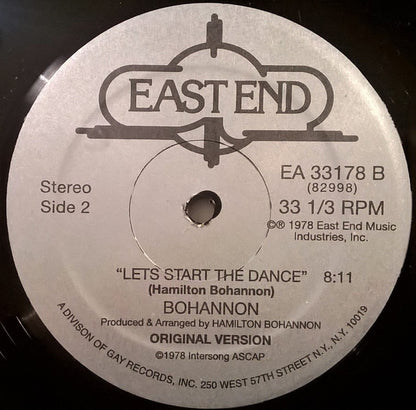 EAST END
Stereo
Side 2
EA 33178 B
(82998)
33 1/3 RPM
©℗ 1978 East End Music
Industries, Inc.
"LETS START THE DANCE" 8:11
(Hamilton Bohannon)
BOHANNON
Produced & Arranged by HAMILTON BOHANNON
ORIGINAL VERSION
©1978 Intersong ASCAP
A DIVISION OF GAY RECORDS, INC. 250 WEST 57TH STREET N.Y., N.Y. 10019